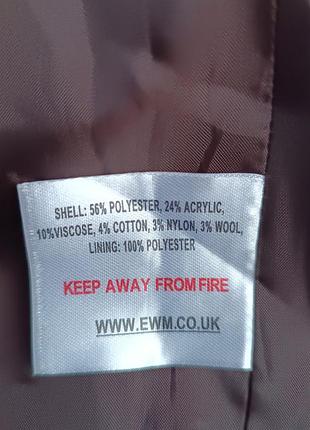 SHELL: 56% POLYESTER, 24% ACRYLIC,
10%VISCOSE, 4% COTTON, 3% NYLON, 3% WOOL,
LINING: 100% POLYESTER
KEEP AWAY FROM FIRE
WWW.EWM.CO.UK